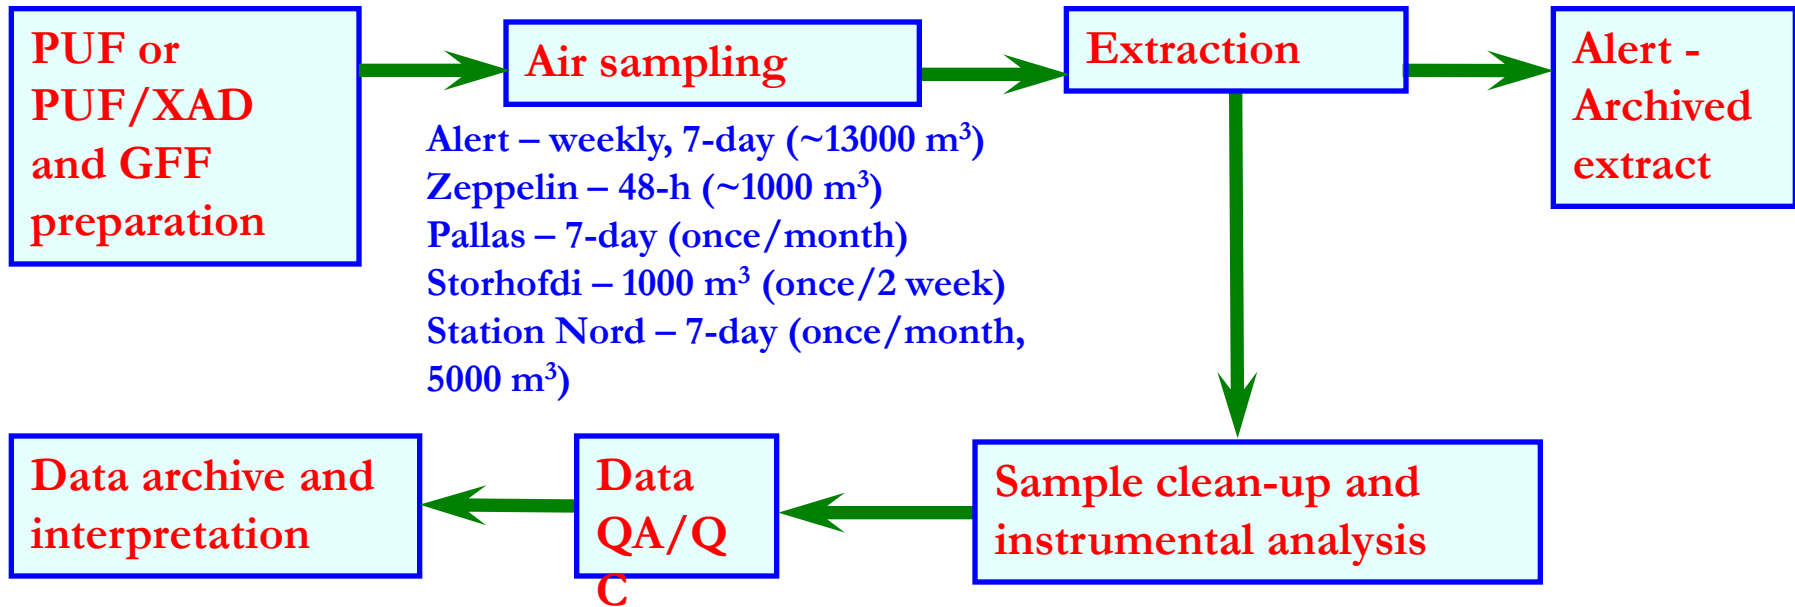 PUF or
PUF/XAD
and GFF
preparation
Air sampling
Extraction
Alert -
Archived
extract
Alert – weekly, 7-day (~13000 m³)
Zeppelin – 48-h (~1000 m³)
Pallas – 7-day (once/month)
Storhofdi – 1000 m³ (once/2 week)
Station Nord – 7-day (once/month,
5000 m³)
Data archive and
interpretation
Data
QA/Q
C
Sample clean-up and
instrumental analysis